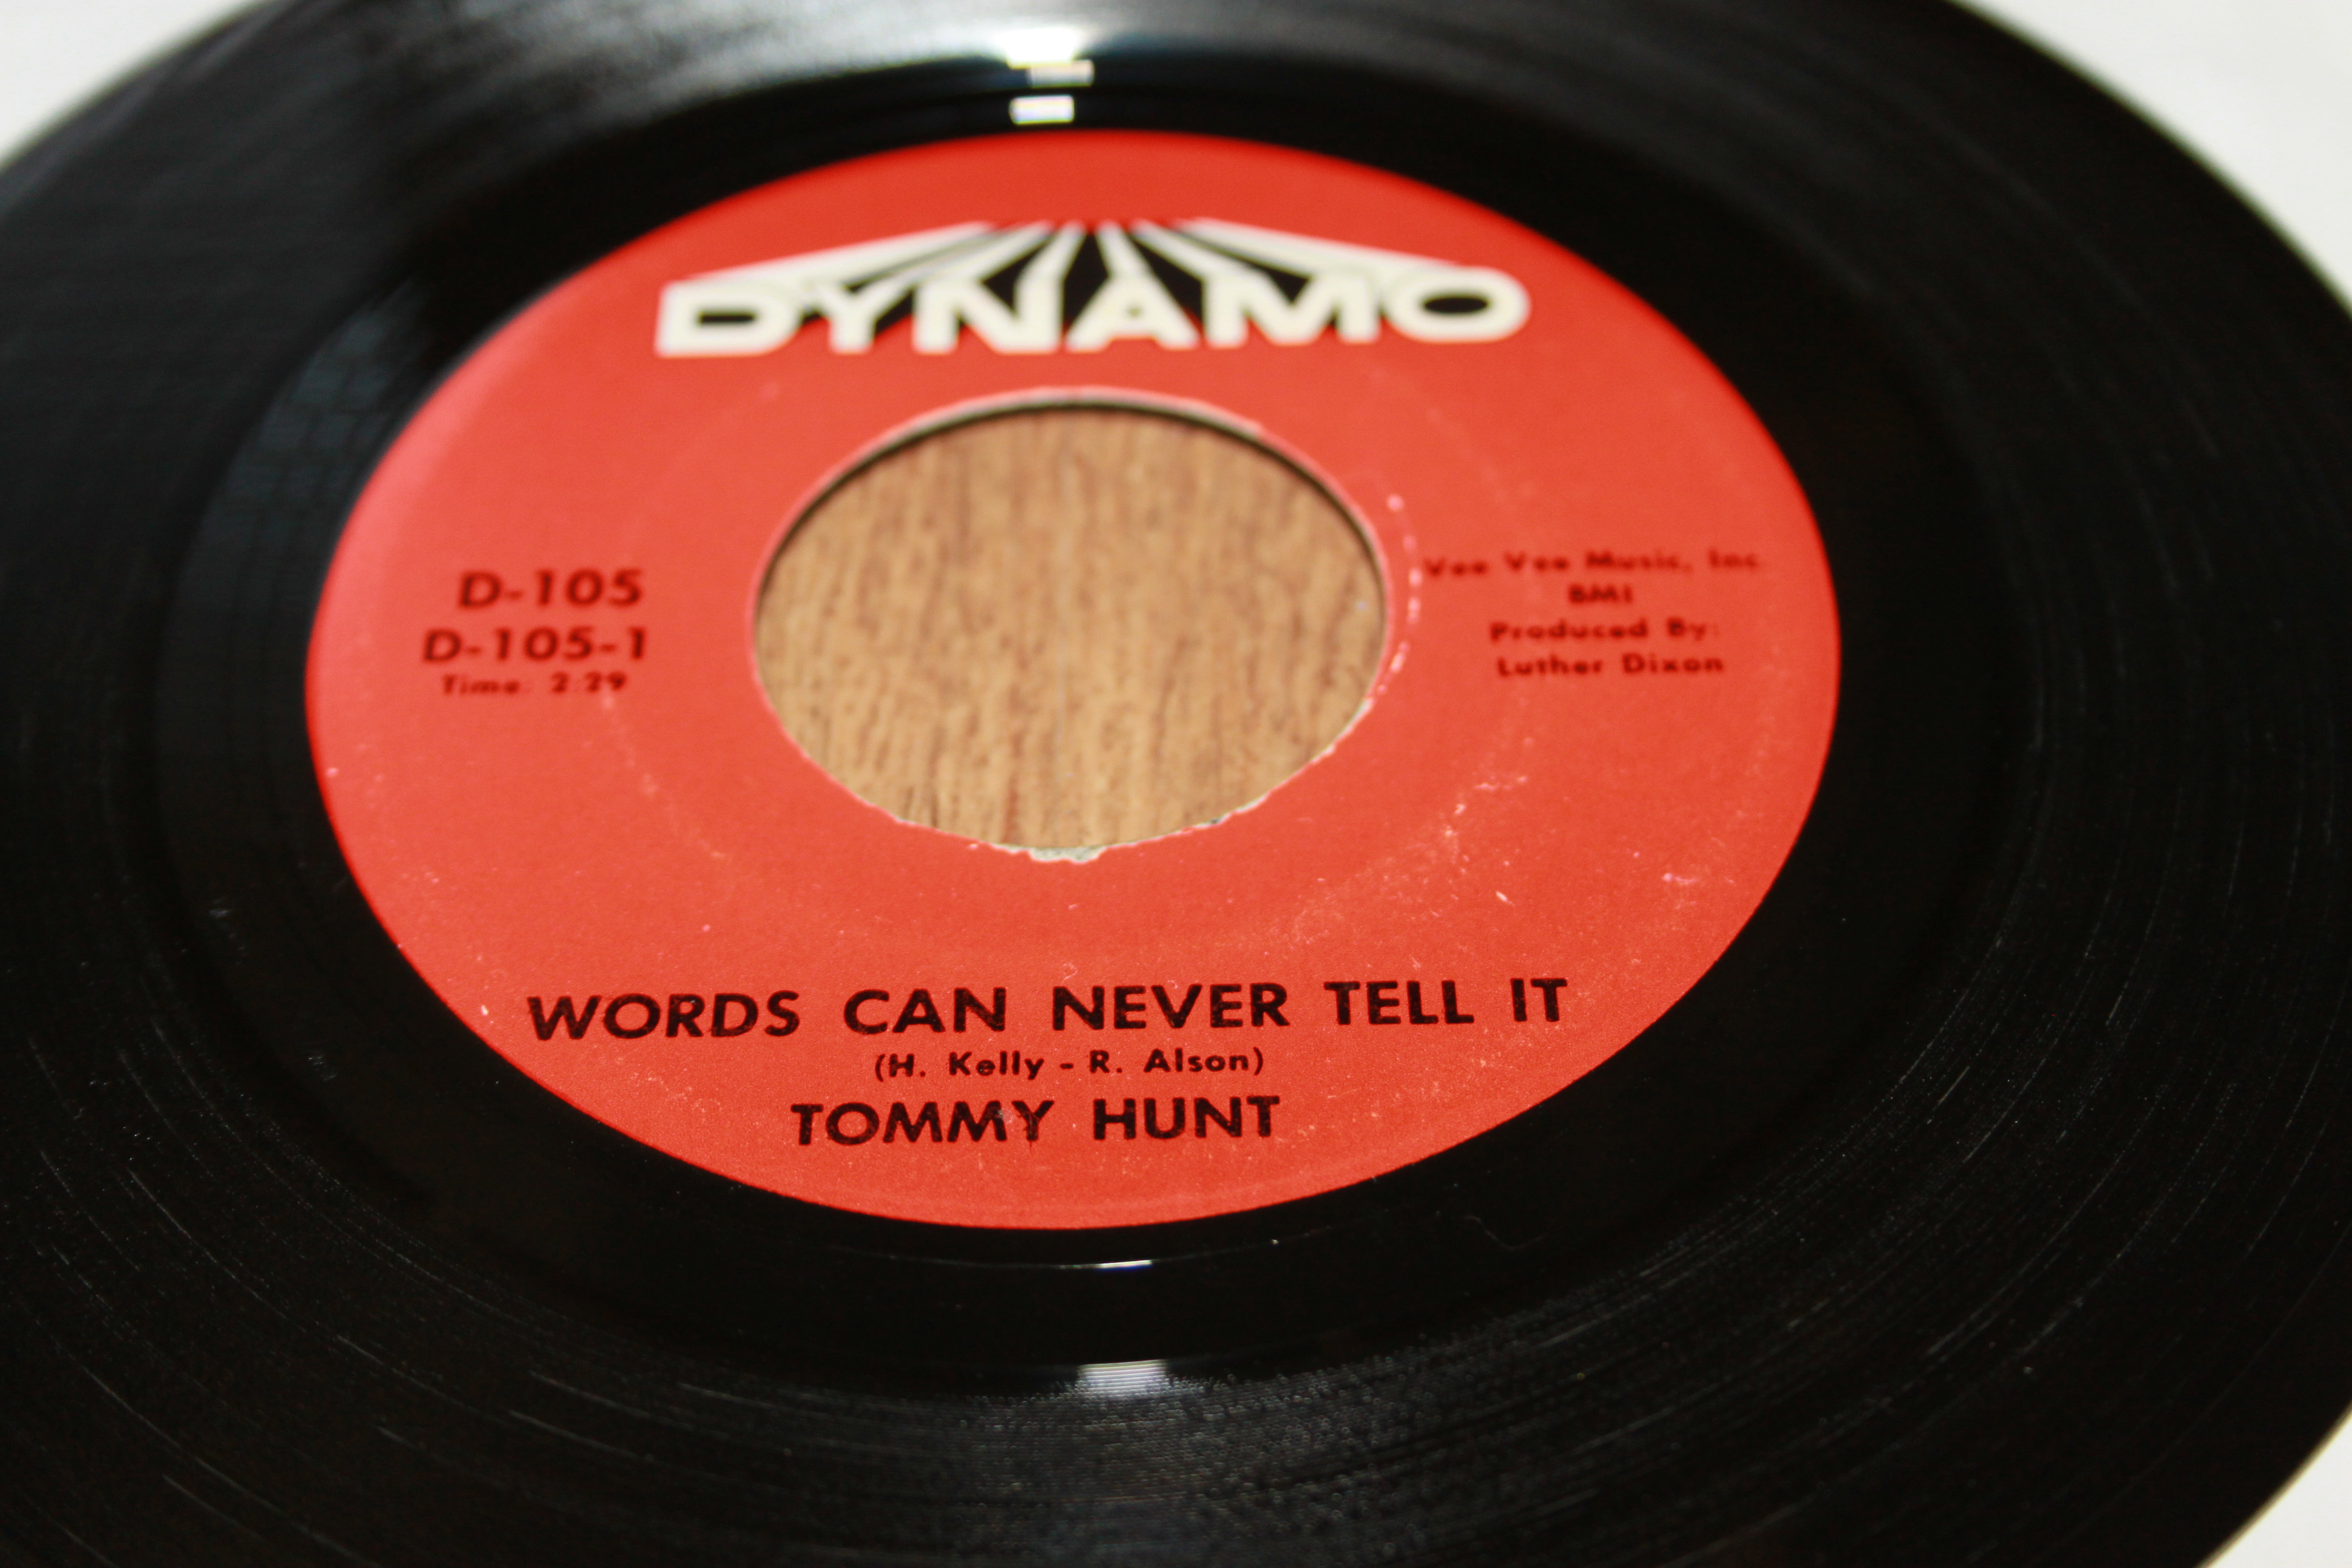 DYNAMO
D-105
D-105-1
Time: 2:29
Vee Vee Music, Inc.
BMI
Produced By:
Luther Dixon
WORDS CAN NEVER TELL IT
(H. Kelly - R. Alson)
TOMMY HUNT